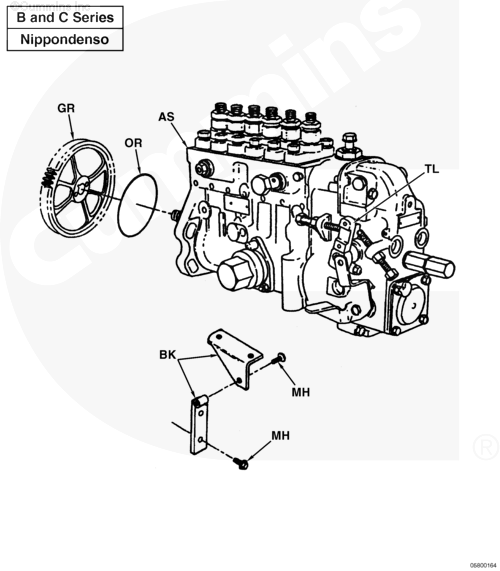 ©Cummins Inc
B and C Series
Nippondenso
GR
AS
OR
TL
BK
MH
MH
cummins
®
06800164